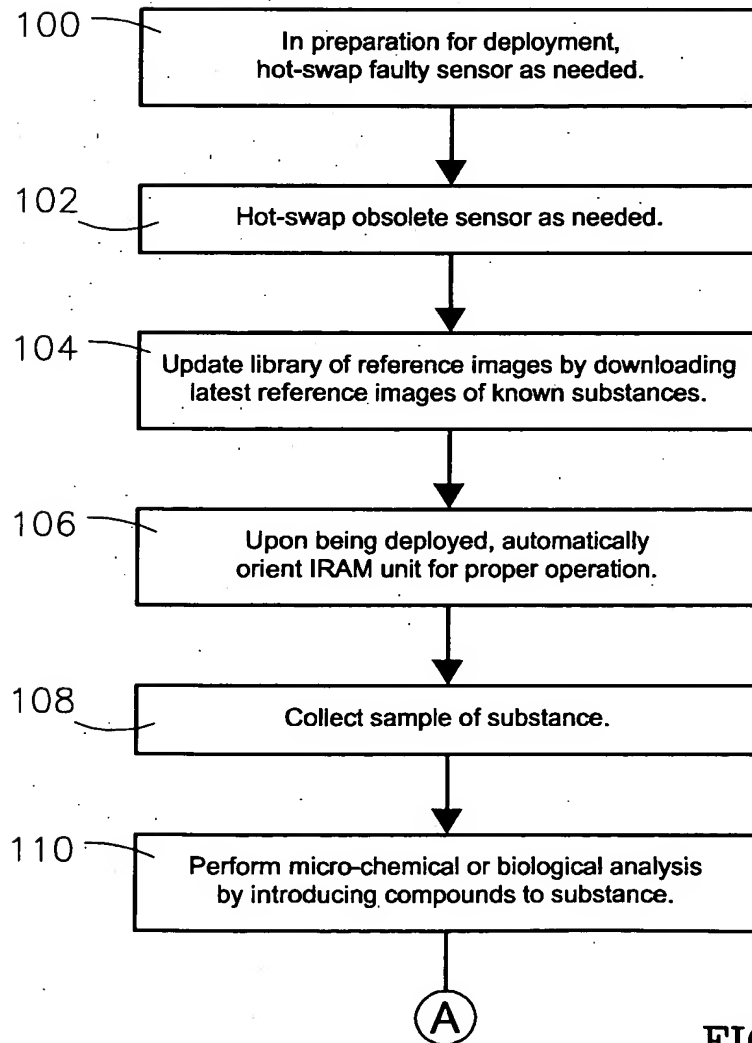 100
In preparation for deployment,
hot-swap faulty sensor as needed.
102
Hot-swap obsolete sensor as needed.
104
Update library of reference images by downloading
latest reference images of known substances.
106
Upon being deployed, automatically
orient IRAM unit for proper operation.
108
Collect sample of substance.
110
Perform micro-chemical or biological analysis
by introducing compounds to substance.
A